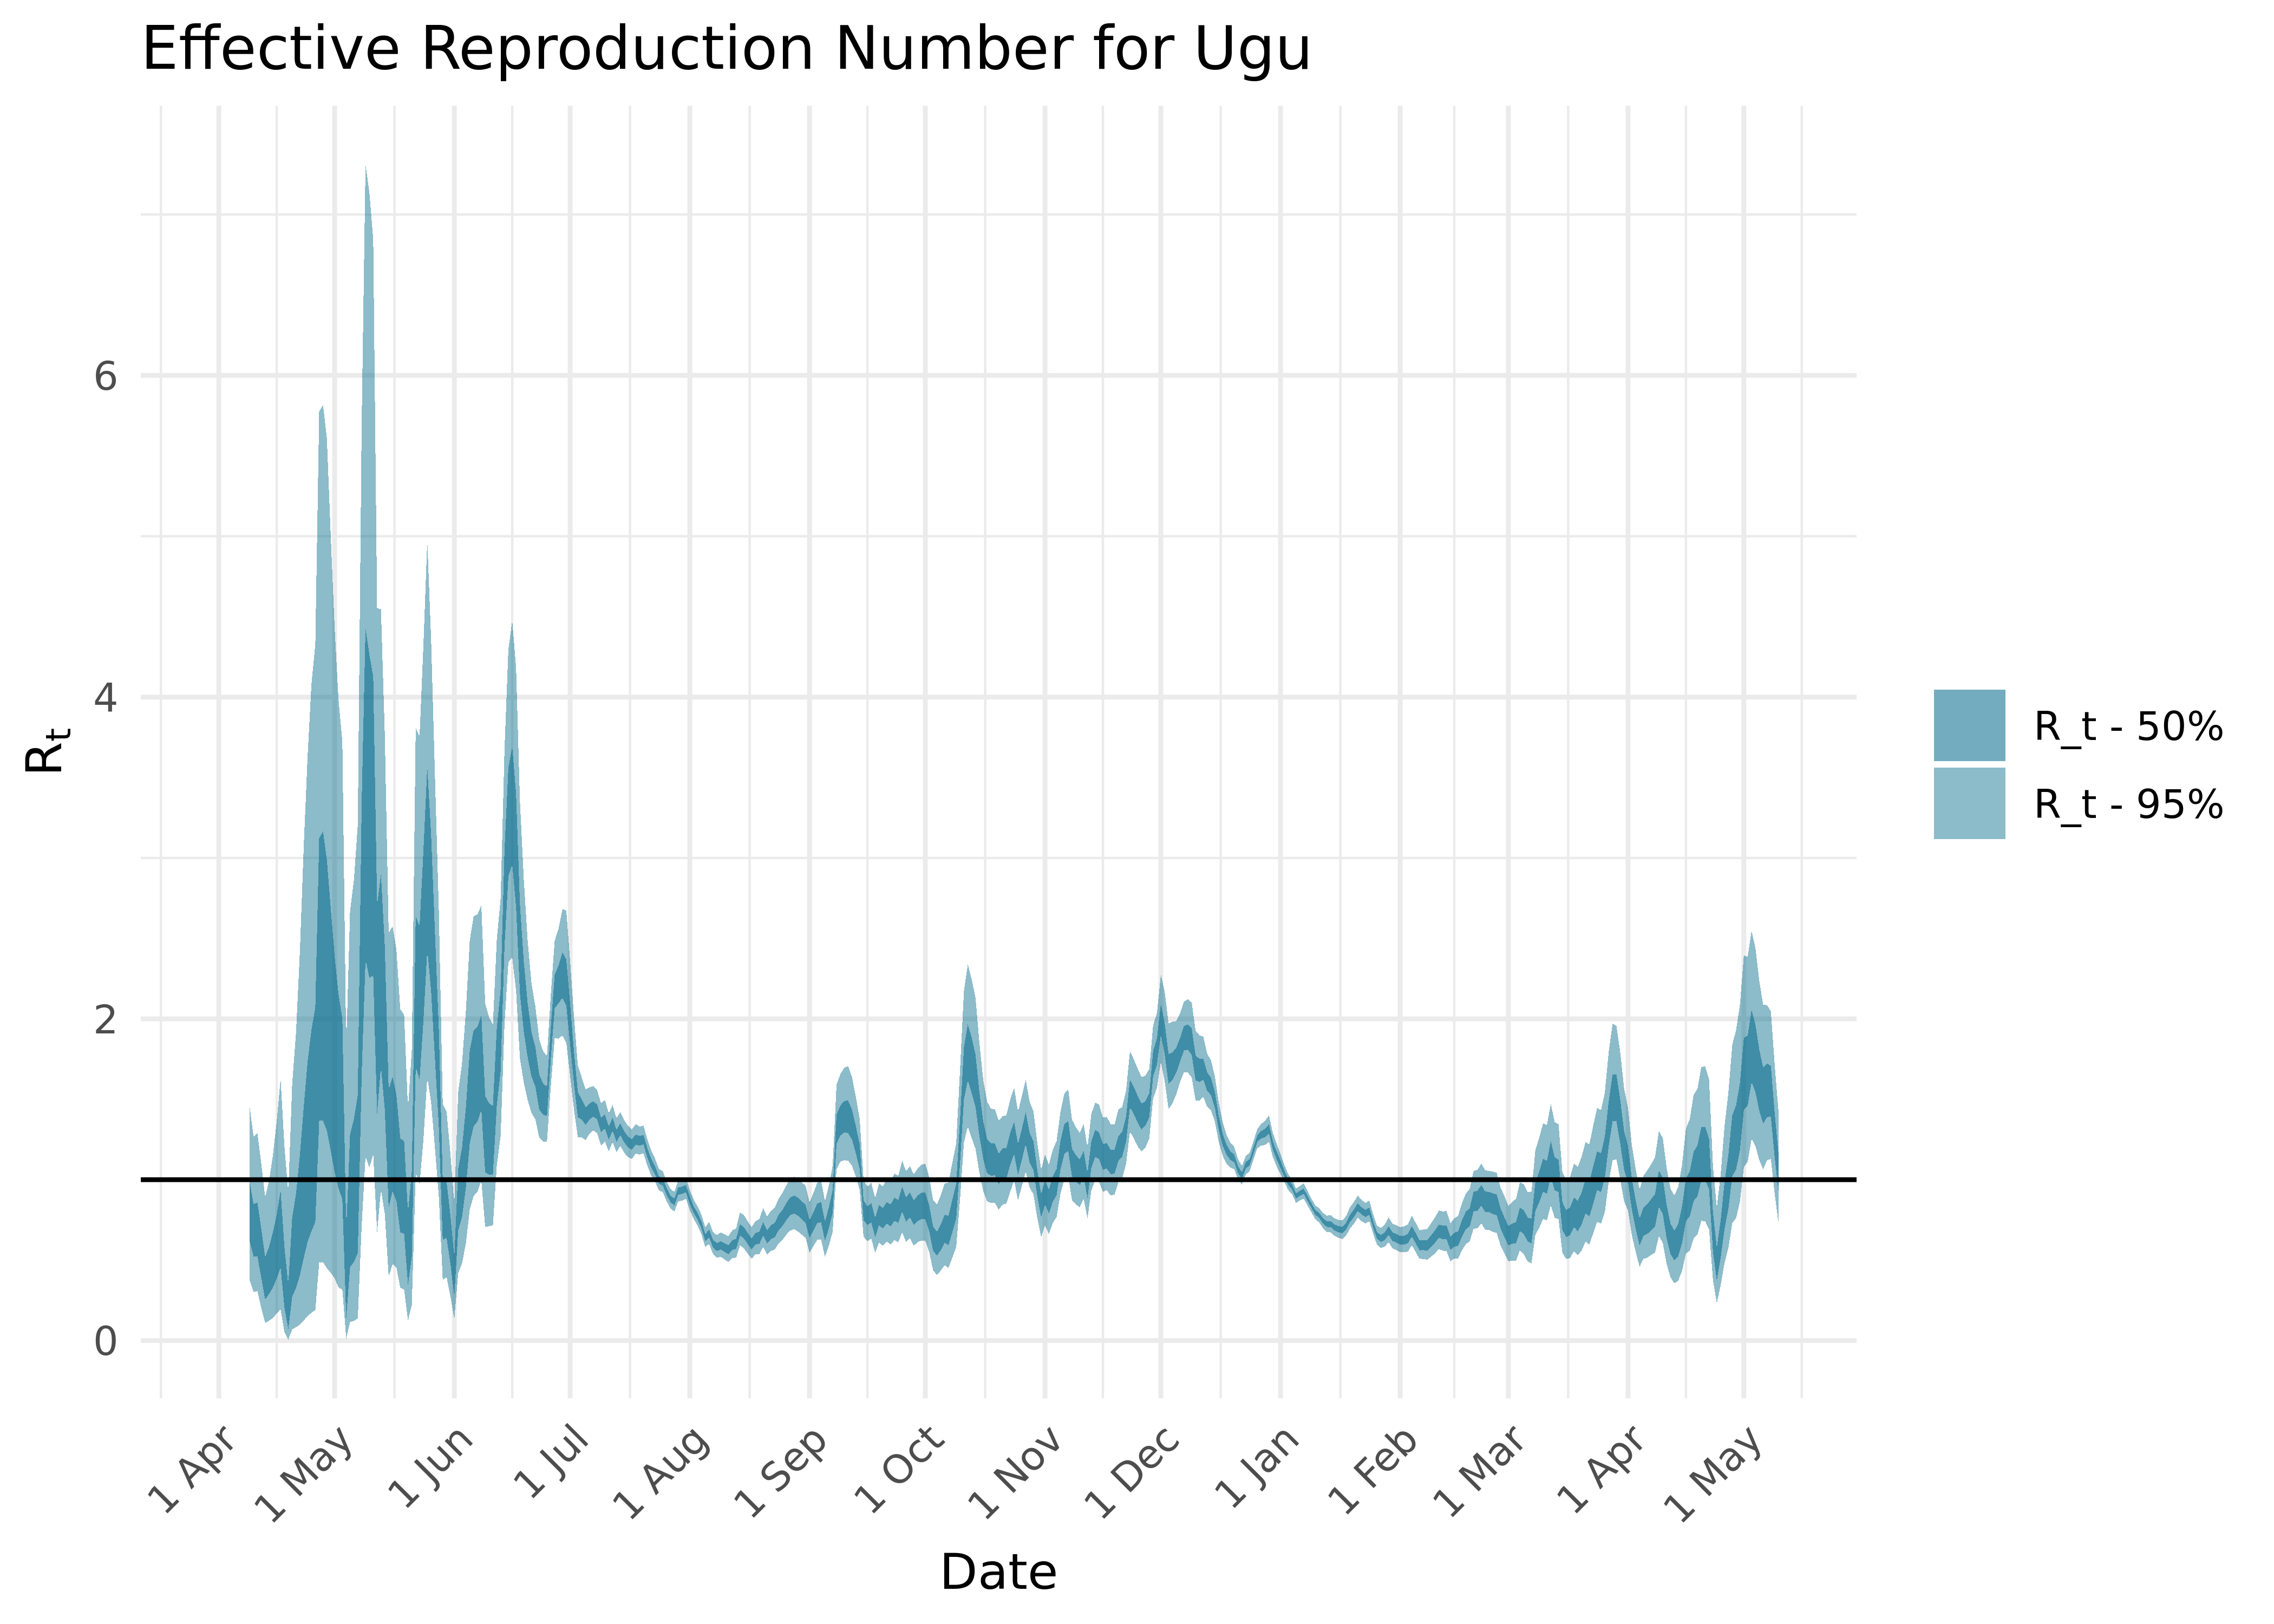 Effective Reproduction Number for Ugu
6
4
2
0
R_t
1 Apr
1 May
1 Jun
1 Jul
1 Aug
1 Sep
1 Oct
1 Nov
1 Dec
1 Jan
1 Feb
1 Mar
1 Apr
1 May
Date
R_t - 50%
R_t - 95%